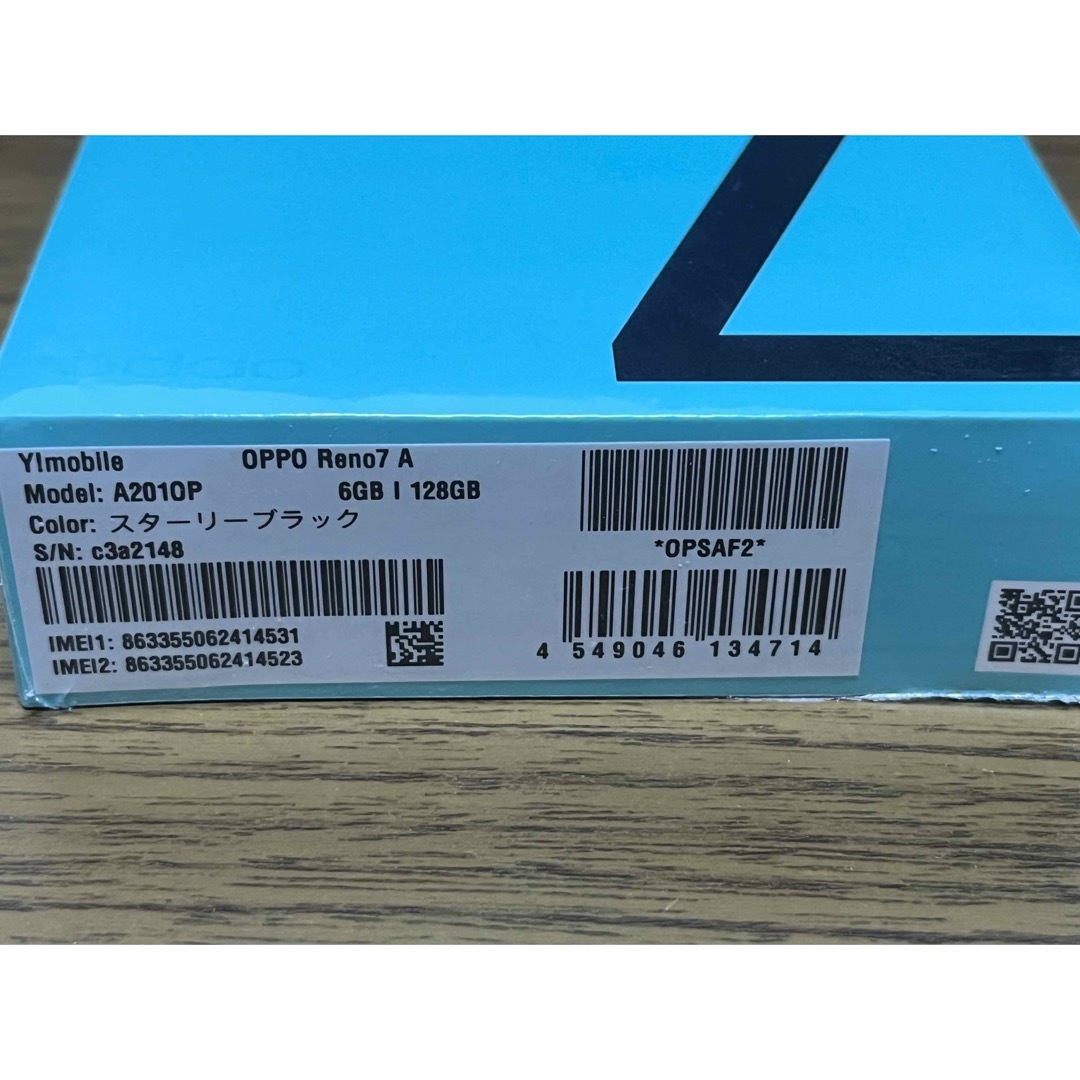 Y!mobile OPPO Reno7 A
Model: A201OP 6GB | 128GB
Color: スターリーブラック
S/N: c3a2148
IMEI1: 863355062414531
IMEI2: 863355062414523
*OPSAF2*
4 549046 134714